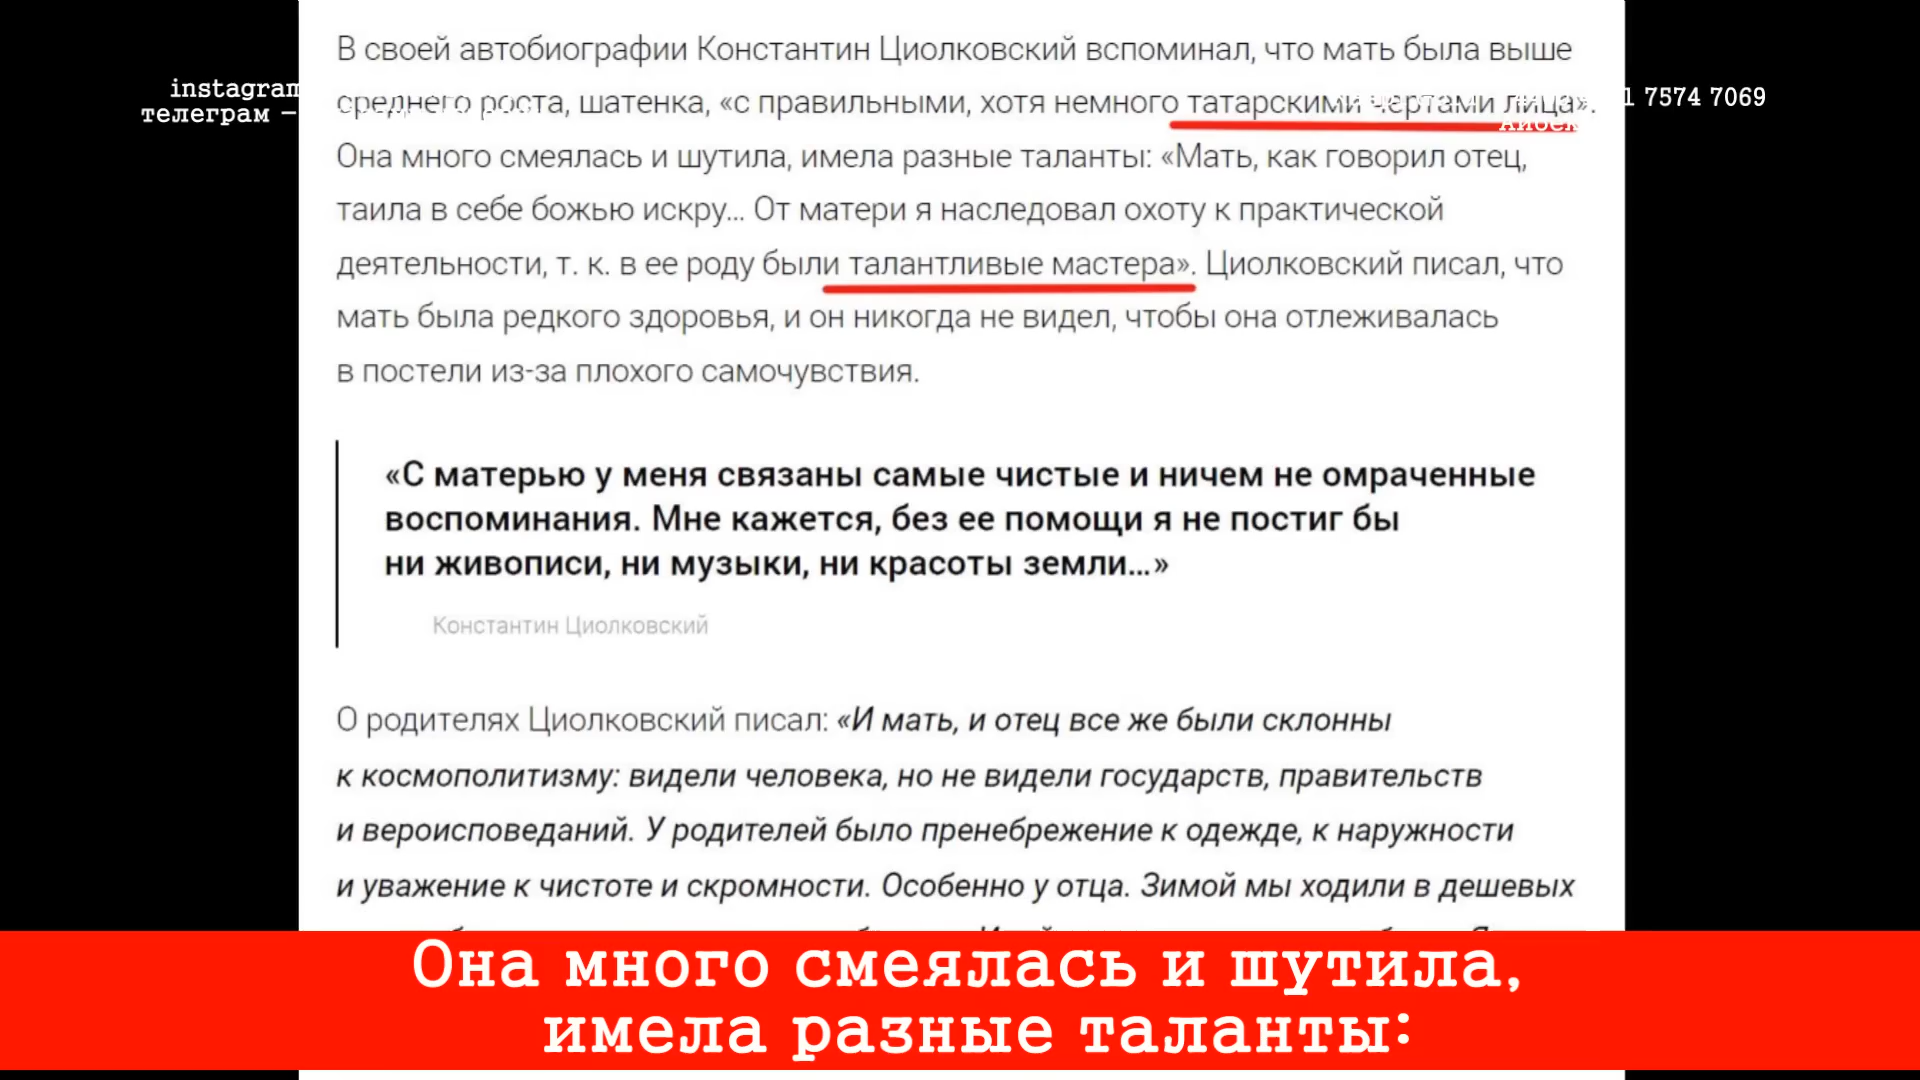 В своей автобиографии Константин Циолковский вспоминал, что мать была выше
instagram
телеграм —
среднего роста, шатенка, «с правильными, хотя немного татарскими чертами лица».
1 7574 7069
Она много смеялась и шутила, имела разные таланты: «Мать, как говорил отец,
таила в себе божью искру... От матери я наследовал охоту к практической
деятельности, т. к. в ее роду были талантливые мастера». Циолковский писал, что
мать была редкого здоровья, и он никогда не видел, чтобы она отлеживалась
в постели из-за плохого самочувствия.
«С матерью у меня связаны самые чистые и ничем не омраченные
воспоминания. Мне кажется, без ее помощи я не постиг бы
ни живописи, ни музыки, ни красоты земли...»
Константин Циолковский
О родителях Циолковский писал: «И мать, и отец все же были склонны
к космополитизму: видели человека, но не видели государств, правительств
и вероисповеданий. У родителей было пренебрежение к одежде, к наружности
и уважение к чистоте и скромности. Особенно у отца. Зимой мы ходили в дешевых
Она много смеялась и шутила,
имела разные таланты: